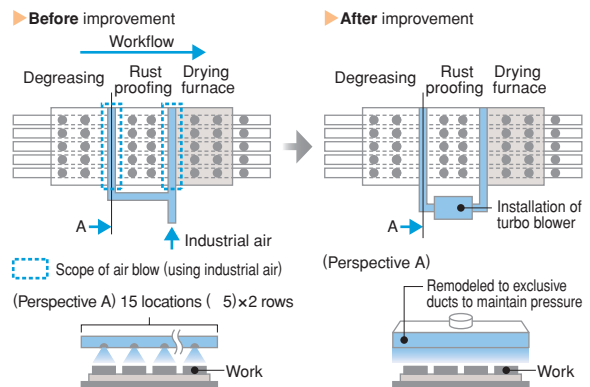 Before improvement
Workflow
Degreasing
Rust
proofing
Drying
furnace
A
Industrial air
Scope of air blow (using industrial air)
(Perspective A) 15 locations ( 5)×2 rows
Work
After improvement
Degreasing
Rust
proofing
Drying
furnace
A
Installation of
turbo blower
(Perspective A)
Remodeled to exclusive
ducts to maintain pressure
Work